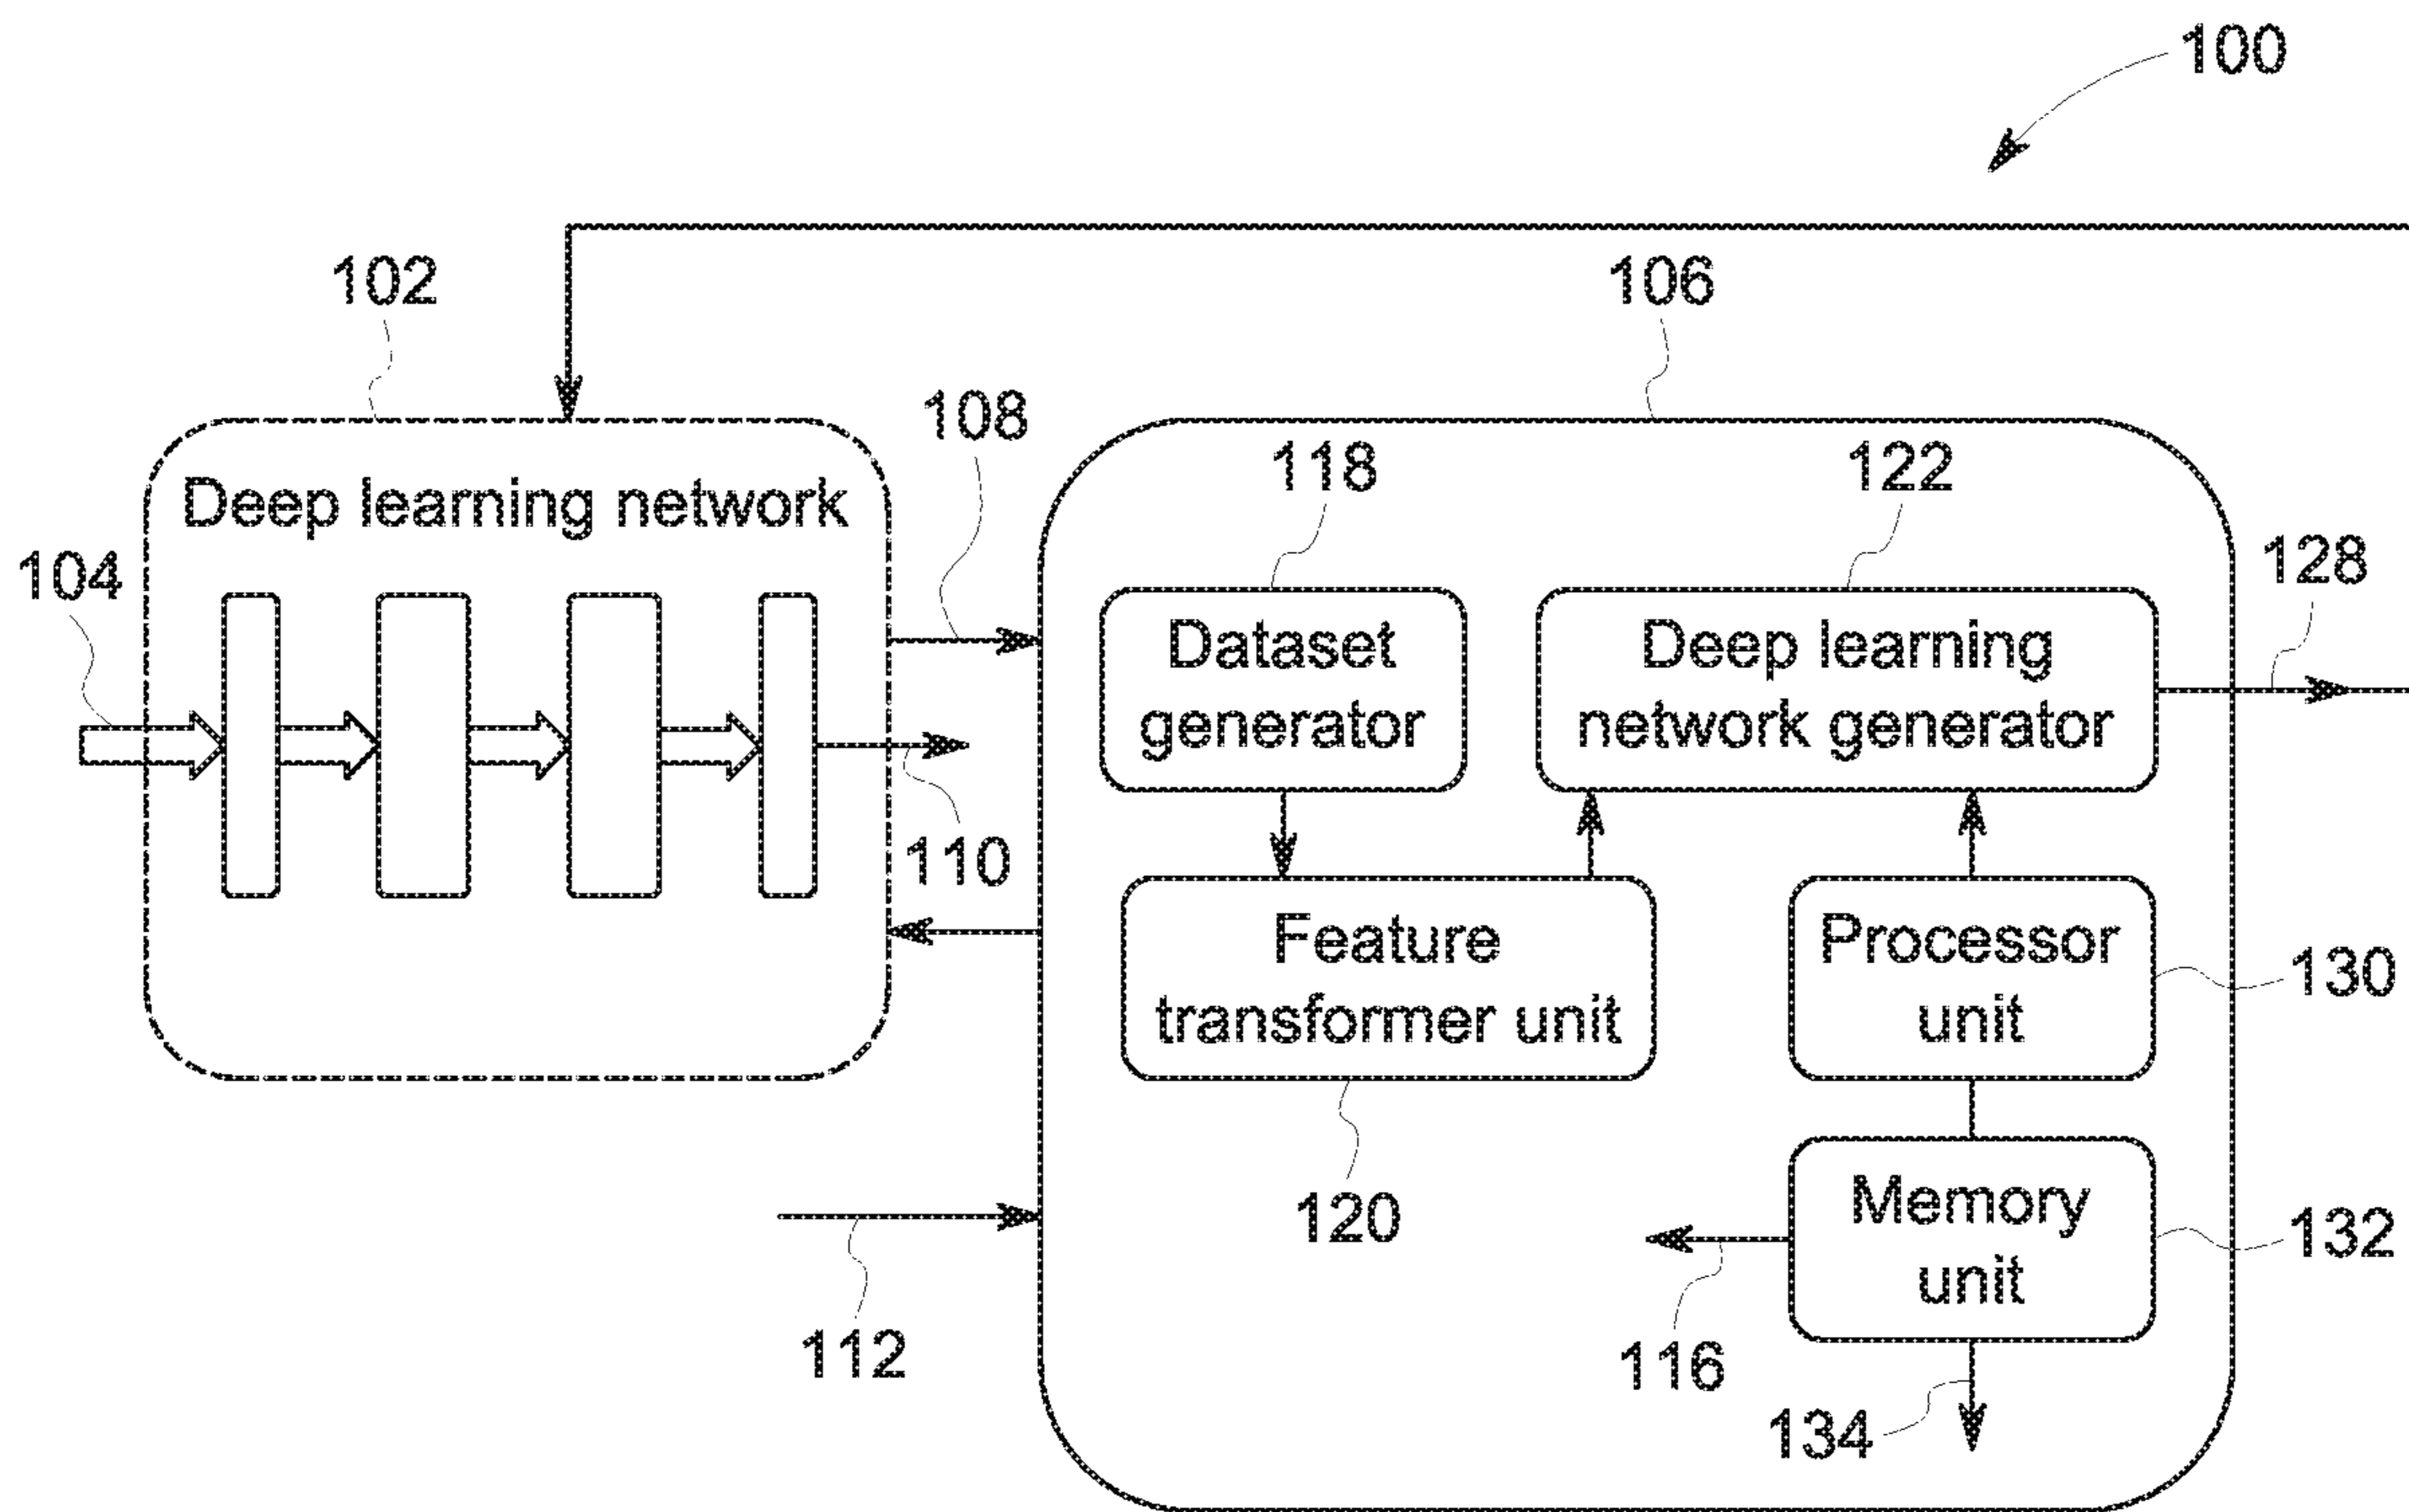 100
102
106
108
118
122
Deep learning network
104
128
Dataset
generator
Deep learning
network generator
110
Feature
transformer unit
Processor
unit
130
120
Memory
unit
132
112
116
134